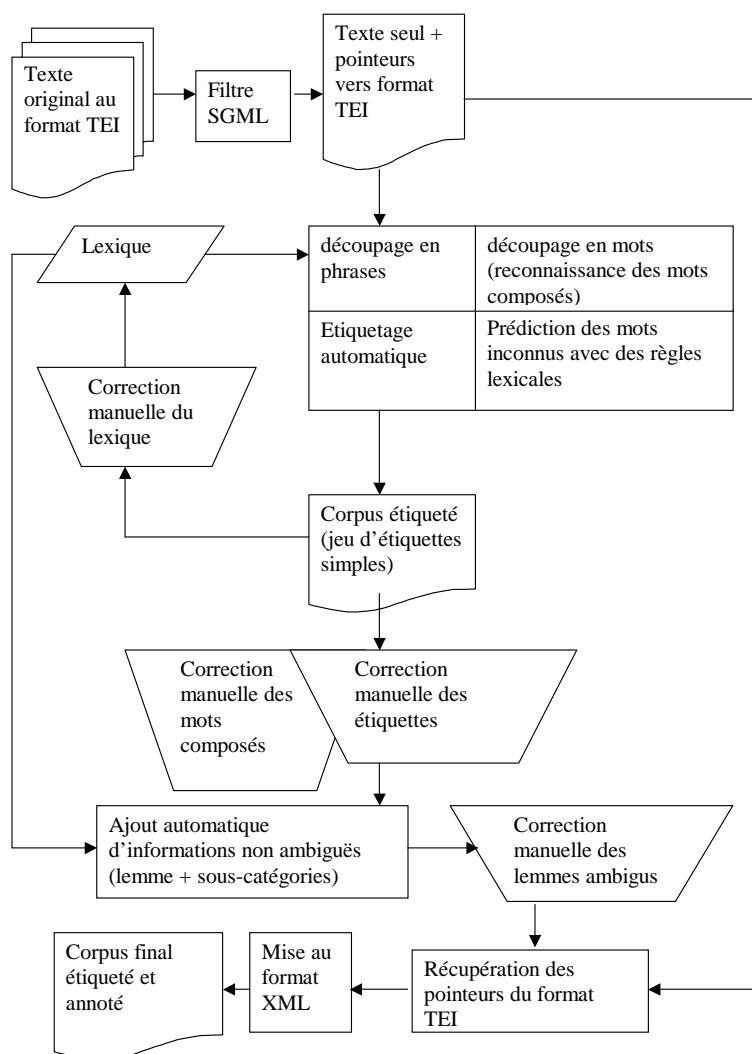 Texte
original au
format TEI
Filtre
SGML
Texte seul +
pointeurs
vers format
TEI
Lexique
découpage en
phrases
découpage en mots
(reconnaissance des mots
composés)
Etiquetage
automatique
Prédiction des mots
inconnus avec des règles
lexicales
Correction
manuelle du
lexique
Corpus étiqueté
(jeu d’étiquettes
simples)
Correction
manuelle des
mots
composés
Correction
manuelle des
étiquettes
Ajout automatique
d’informations non ambiguës
(lemme + sous-catégories)
Correction
manuelle des
lemmes ambigus
Corpus final
étiqueté et
annoté
Mise au
format
XML
Récupération des
pointeurs du format
TEI